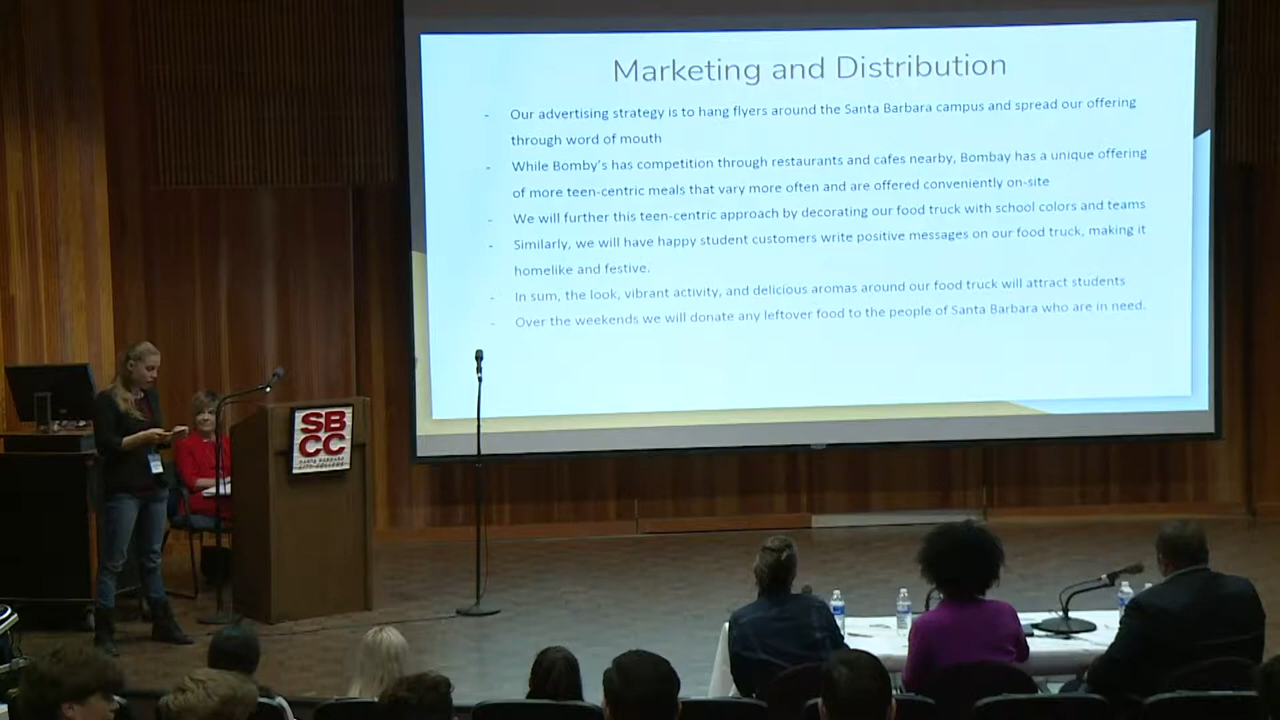 Marketing and Distribution
- Our advertising strategy is to hang flyers around the Santa Barbara campus and spread our offering
through word of mouth
- While Bomby's has competition through restaurants and cafes nearby, Bombay has a unique offering
of more teen-centric meals that vary more often and are offered conveniently on-site
- We will further this teen-centric approach by decorating our food truck with school colors and teams
- Similarly, we will have happy student customers write positive messages on our food truck, making it
homelike and festive.
- In sum, the look, vibrant activity, and delicious aromas around our food truck will attract students
- Over the weekends we will donate any leftover food to the people of Santa Barbara who are in need.
SB
CC
SANTA BARBARA
CITY COLLEGE